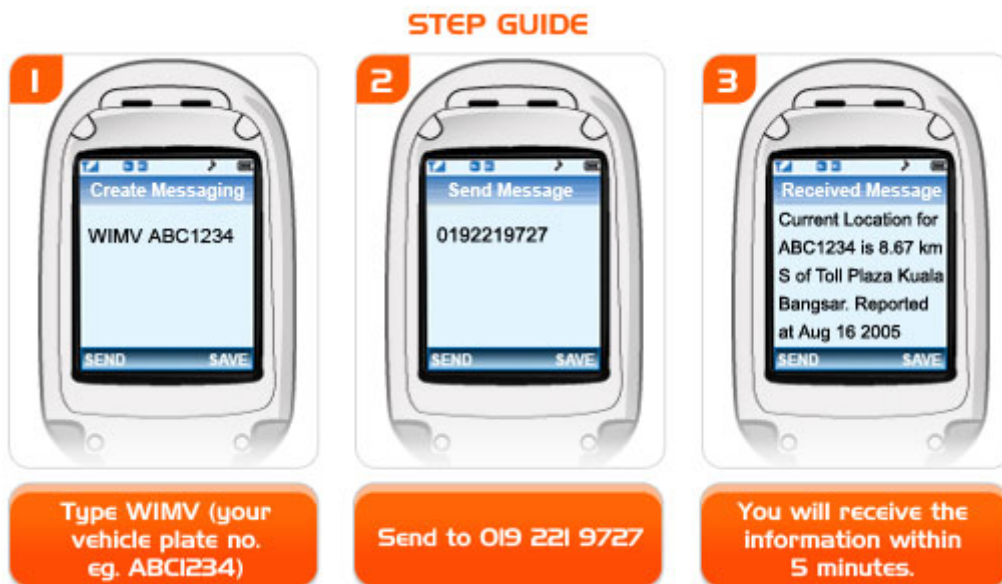 STEP GUIDE
1
Create Messaging
WIMV ABC1234
SEND SAVE
Type WIMV (your
vehicle plate no.
eg. ABC1234)
2
Send Message
0192219727
SEND SAVE
Send to 019 221 9727
3
Received Message
Current Location for
ABC1234 is 8.67 km
S of Toll Plaza Kuala
Bangsar. Reported
at Aug 16 2005
SEND SAVE
You will receive the
information within
5 minutes.